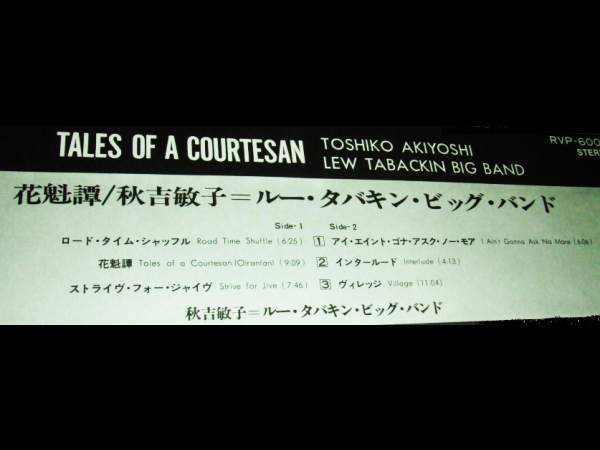 TALES OF A COURTESAN TOSHIKO AKIYOSHI
LEW TABACKIN BIG BAND
RVP-600
STER
花魁譚/秋吉敏子=ルー・タバキン・ビッグ・バンド
Side-1 Side-2
ロード・タイム・シャッフル Road Time Shuffle (6:25) 1 アイ・エイント・ゴナ・アスク・ノー・モア I Ain't Gonna Ask No More (6:06)
花魁譚 Tales of a Courtesan (Oirantan) (9:09) 2 インタールード Interlude (4:13)
ストライヴ・フォー・ジャイヴ Strive for Jive (7:46) 3 ヴィレッジ Village (11:04)
秋吉敏子=ルー・タバキン・ビッグ・バンド